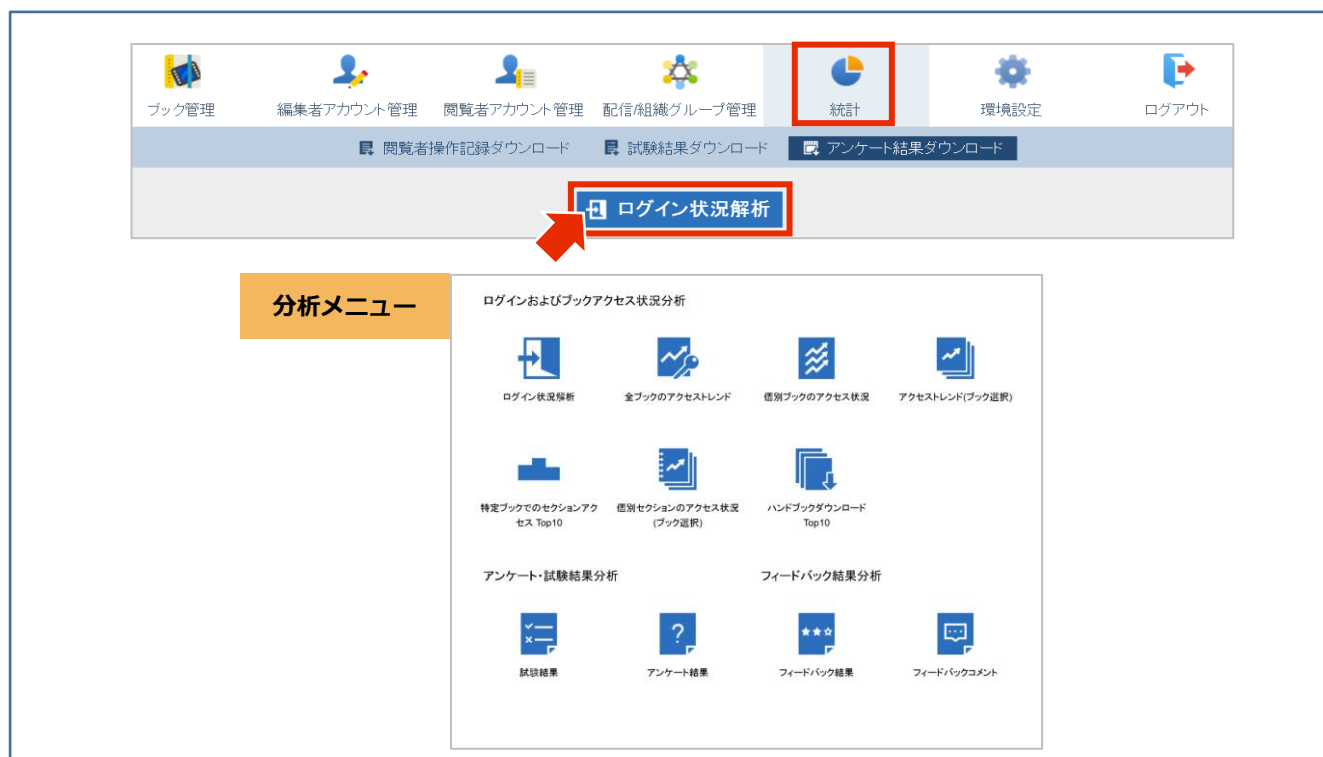 ブック管理
編集者アカウント管理
閲覧者アカウント管理
配信/組織グループ管理
統計
環境設定
ログアウト
閲覧者操作記録ダウンロード
試験結果ダウンロード
アンケート結果ダウンロード
ログイン状況解析
分析メニュー
ログインおよびブックアクセス状況分析
ログイン状況解析
全ブックのアクセストレンド
個別ブックのアクセス状況
アクセストレンド(ブック選択)
特定ブックでのセクションアク
セス Top10
個別セクションのアクセス状況
(ブック選択)
ハンドブックダウンロード
Top10
アンケート・試験結果分析
フィードバック結果分析
試験結果
アンケート結果
フィードバック結果
フィードバックコメント